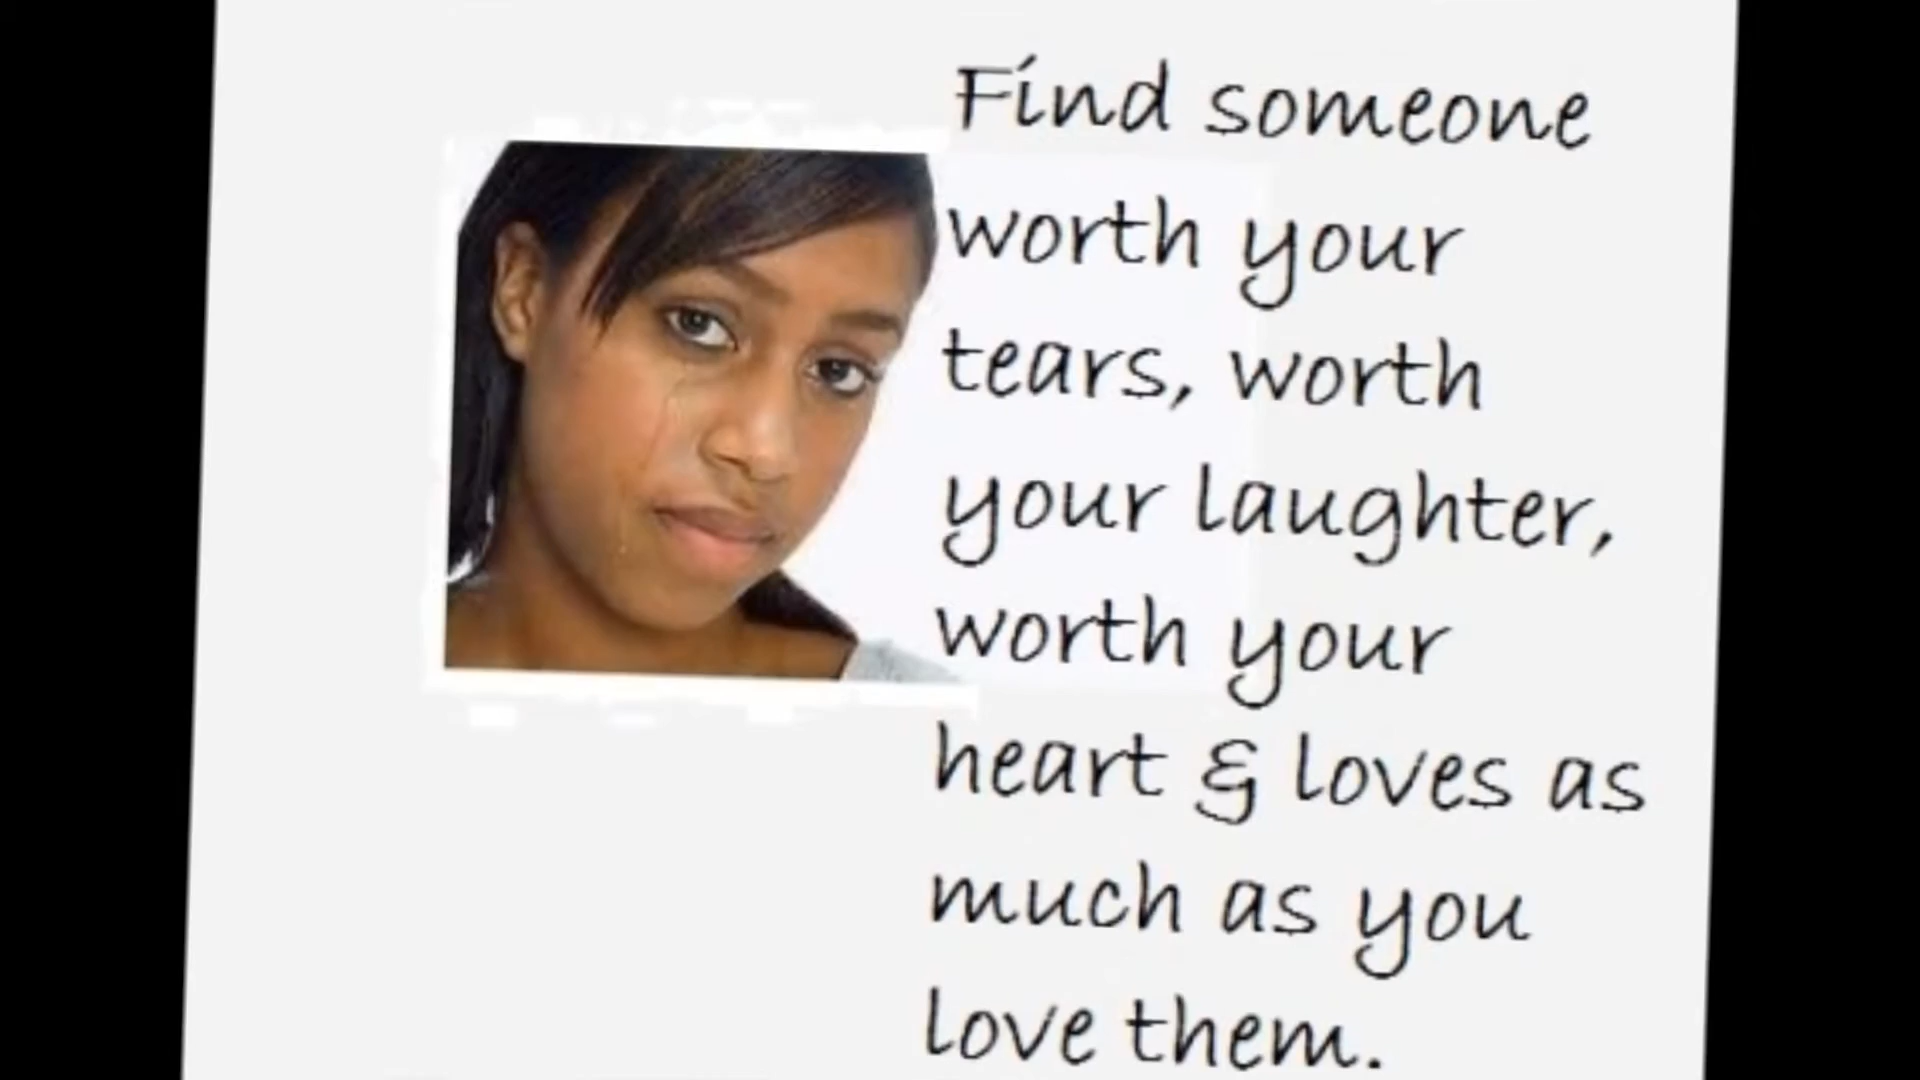 Find someone
worth your
tears, worth
your laughter,
worth your
heart & loves as
much as you
love them.